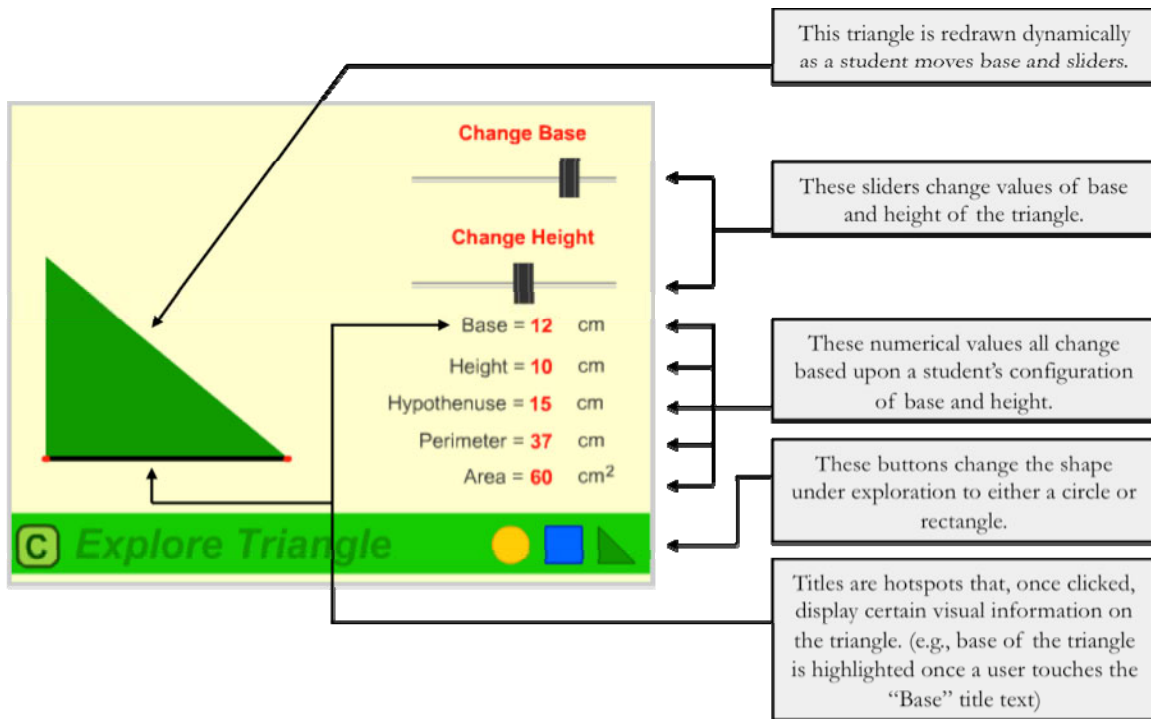 This triangle is redrawn dynamically
as a student moves base and sliders.
Change Base
These sliders change values of base
and height of the triangle.
Change Height
Base = 12 cm
Height = 10 cm
Hypothenuse = 15 cm
Perimeter = 37 cm
Area = 60 cm²
These numerical values all change
based upon a student's configuration
of base and height.
These buttons change the shape
under exploration to either a circle or
rectangle.
C Explore Triangle
Titles are hotspots that, once clicked,
display certain visual information on
the triangle. (e.g., base of the triangle
is highlighted once a user touches the
“Base” title text)